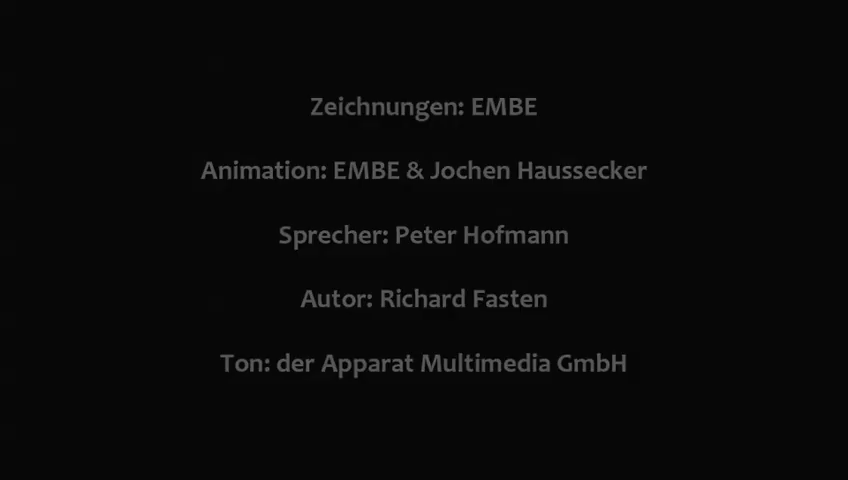 Zeichnungen: EMBE
Animation: EMBE & Jochen Haussecker
Sprecher: Peter Hofmann
Autor: Richard Fasten
Ton: der Apparat Multimedia GmbH